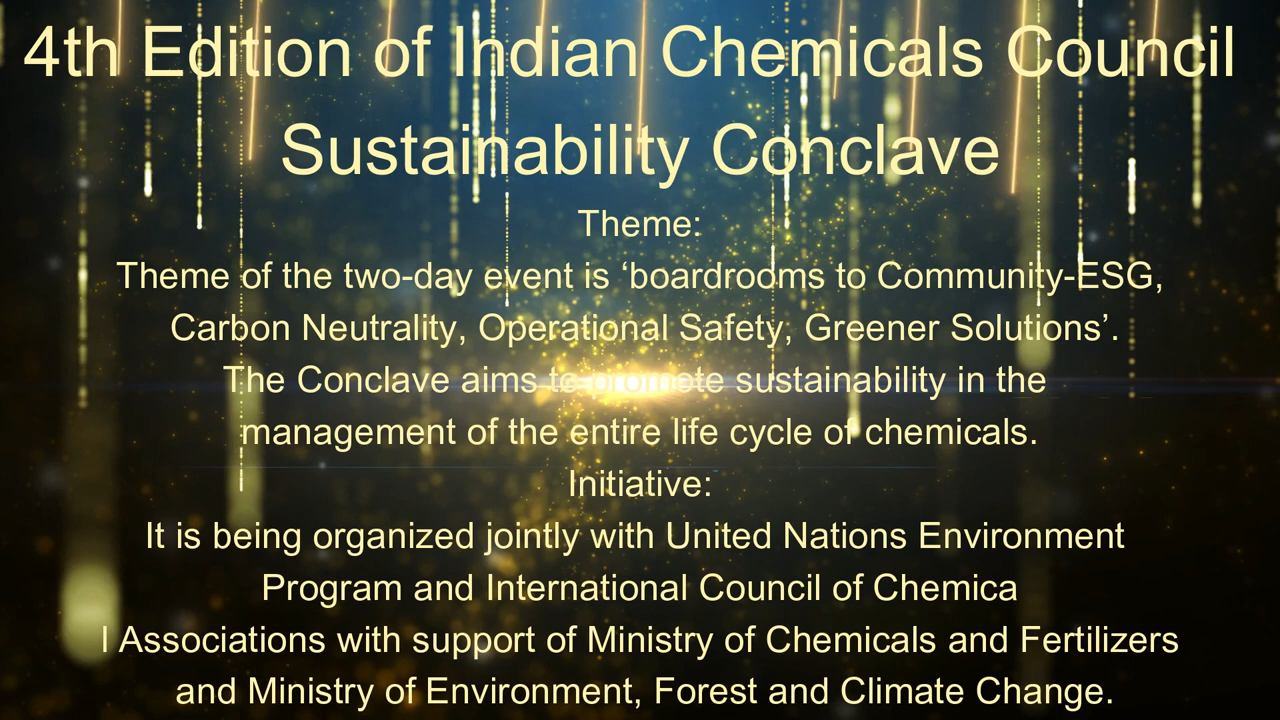 4th Edition of Indian Chemicals Council
Sustainability Conclave
Theme:
Theme of the two-day event is ‘boardrooms to Community-ESG,
Carbon Neutrality, Operational Safety, Greener Solutions’.
The Conclave aims to promote sustainability in the
management of the entire life cycle of chemicals.
Initiative:
It is being organized jointly with United Nations Environment
Program and International Council of Chemica
l Associations with support of Ministry of Chemicals and Fertilizers
and Ministry of Environment, Forest and Climate Change.